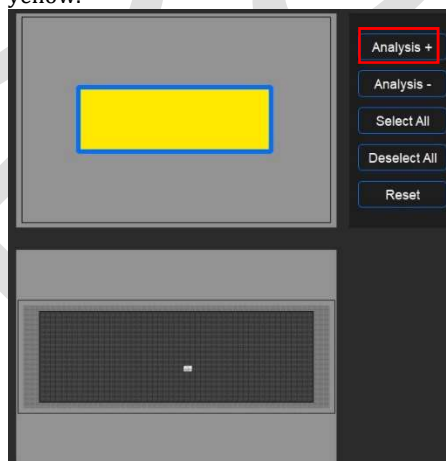 yellow.
Analysis +
Analysis -
Select All
Deselect All
Reset